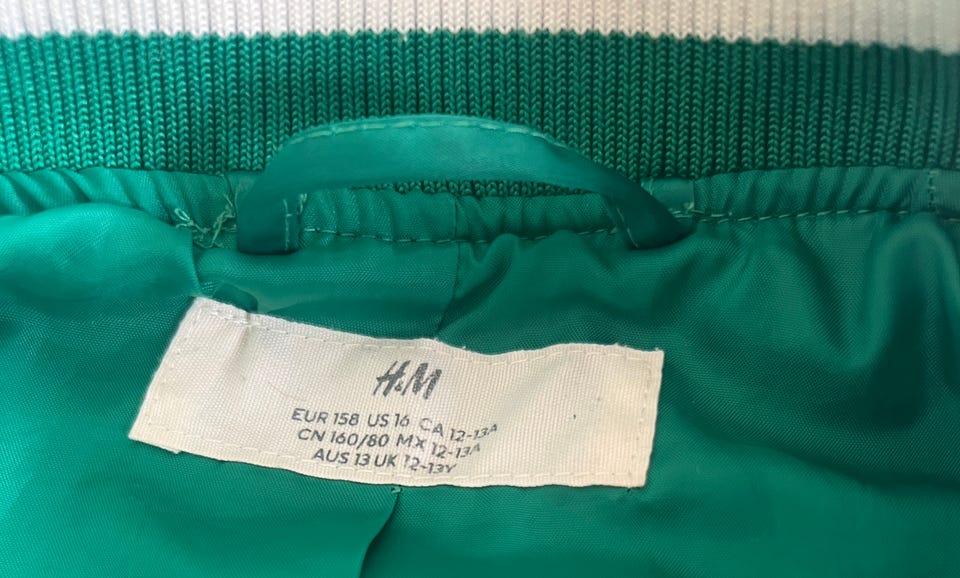 H&M
EUR 158 US 16 CA 12-13A
CN 160/80 MX 12-13A
AUS 13 UK 12-13Y